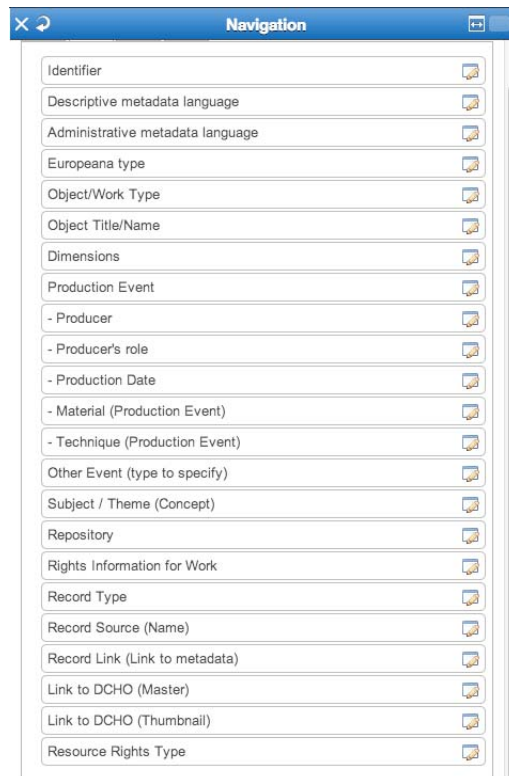 Navigation
Identifier
Descriptive metadata language
Administrative metadata language
Europeana type
Object/Work Type
Object Title/Name
Dimensions
Production Event
- Producer
- Producer's role
- Production Date
- Material (Production Event)
- Technique (Production Event)
Other Event (type to specify)
Subject / Theme (Concept)
Repository
Rights Information for Work
Record Type
Record Source (Name)
Record Link (Link to metadata)
Link to DCHO (Master)
Link to DCHO (Thumbnail)
Resource Rights Type